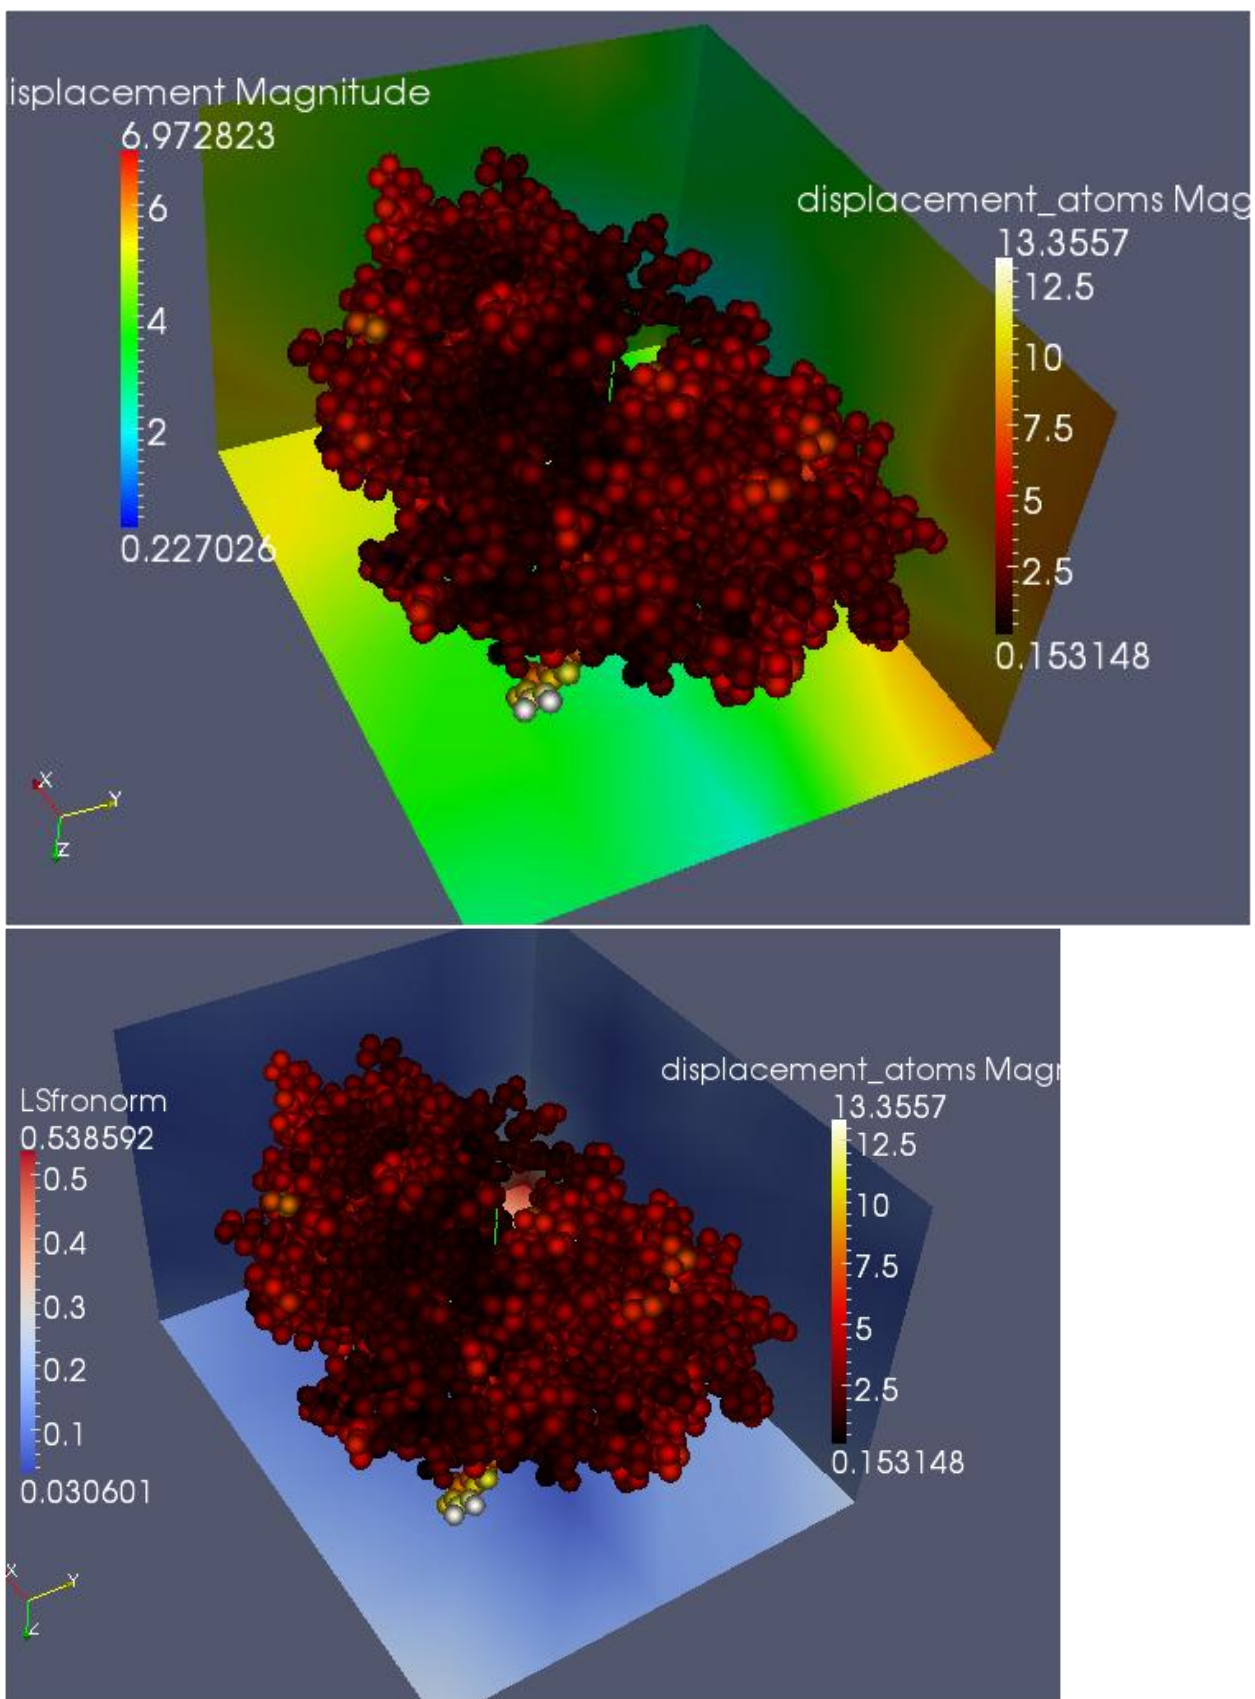 isplacement Magnitude
6.972823
6
4
2
0.227026
displacement_atoms Mag
13.3557
12.5
10
7.5
5
2.5
0.153148
X
Y
Z
LSfronorm
0.538592
0.5
0.4
0.3
0.2
0.1
0.030601
displacement_atoms Magr
13.3557
12.5
10
7.5
5
2.5
0.153148
X
Y
Z